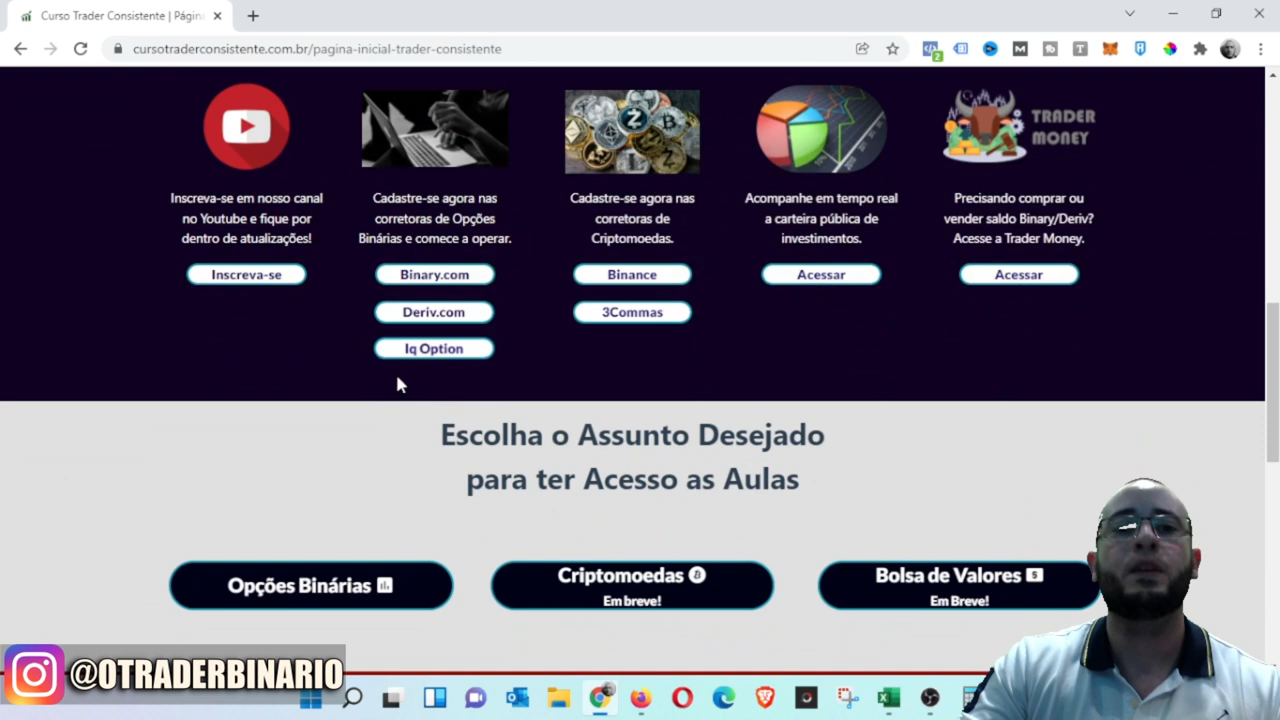 Curso Trader Consistente | Págin
cursotraderconsistente.com.br/pagina-inicial-trader-consistente
2
M
T
TRADER
MONEY
Inscreva-se em nosso canal
no Youtube e fique por
dentro de atualizações!
Inscreva-se
Cadastre-se agora nas
corretoras de Opções
Binárias e comece a operar.
Binary.com
Deriv.com
Iq Option
Cadastre-se agora nas
corretoras de
Criptomoedas.
Binance
3Commas
Acompanhe em tempo real
a carteira pública de
investimentos.
Acessar
Precisando comprar ou
vender saldo Binary/Deriv?
Acesse a Trader Money.
Acessar
Escolha o Assunto Desejado
para ter Acesso as Aulas
Opções Binárias
Criptomoedas
Em breve!
Bolsa de Valores
Em Breve!
@OTRADERBINARIO